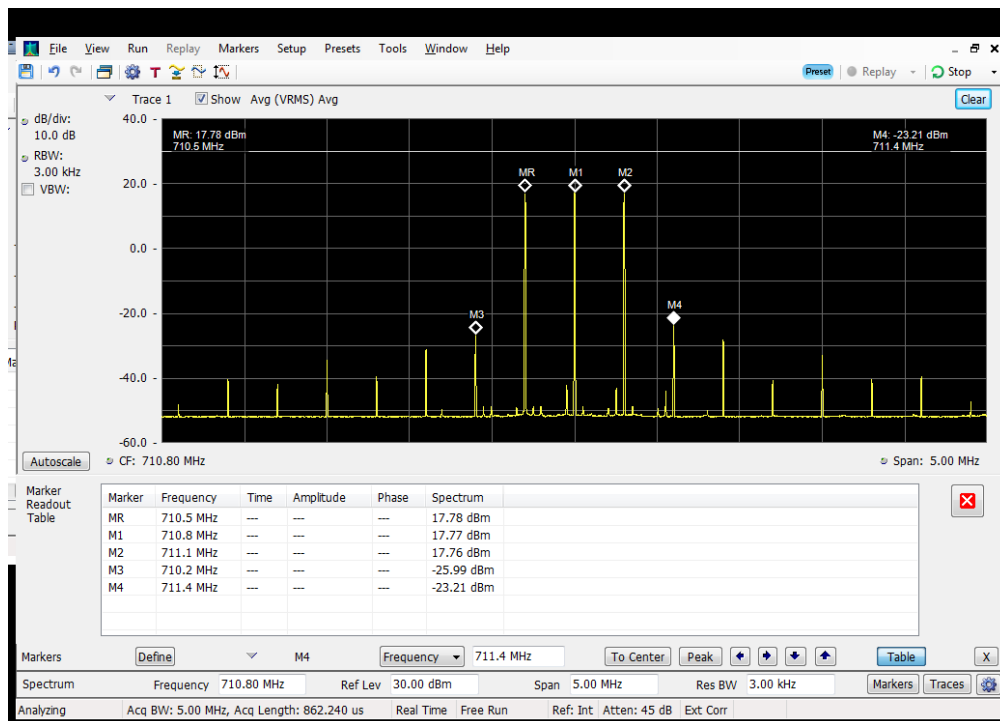 File View Run Replay Markers Setup Presets Tools Window Help
T Preset Replay Stop
Trace 1 Show Avg (VRMS) Avg Clear
dB/div:
10.0 dB
RBW:
3.00 kHz
VBW:
40.0
20.0
0.0
-20.0
-40.0
-60.0
MR: 17.78 dBm
710.5 MHz
M4: -23.21 dBm
711.4 MHz
MR M1 M2
M3 M4
Autoscale CF: 710.80 MHz Span: 5.00 MHz
Marker
Readout
Table
Marker Frequency Time Amplitude Phase Spectrum
MR 710.5 MHz --- --- --- 17.78 dBm
M1 710.8 MHz --- --- --- 17.77 dBm
M2 711.1 MHz --- --- --- 17.76 dBm
M3 710.2 MHz --- --- --- -25.99 dBm
M4 711.4 MHz --- --- --- -23.21 dBm
Markers Define M4 Frequency 711.4 MHz To Center Peak Table X
Spectrum Frequency 710.80 MHz Ref Lev 30.00 dBm Span 5.00 MHz Res BW 3.00 kHz Markers Traces
Analyzing Acq BW: 5.00 MHz, Acq Length: 862.240 us Real Time Free Run Ref: Int Atten: 45 dB Ext Corr